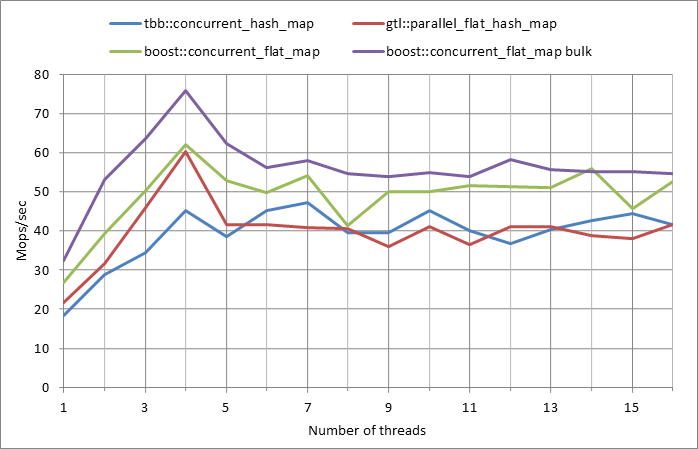 tbb::concurrent_hash_map gtl::parallel_flat_hash_map
boost::concurrent_flat_map boost::concurrent_flat_map bulk
80
70
60
50
40
30
20
10
0
Mops/sec
1 3 5 7 9 11 13 15
Number of threads